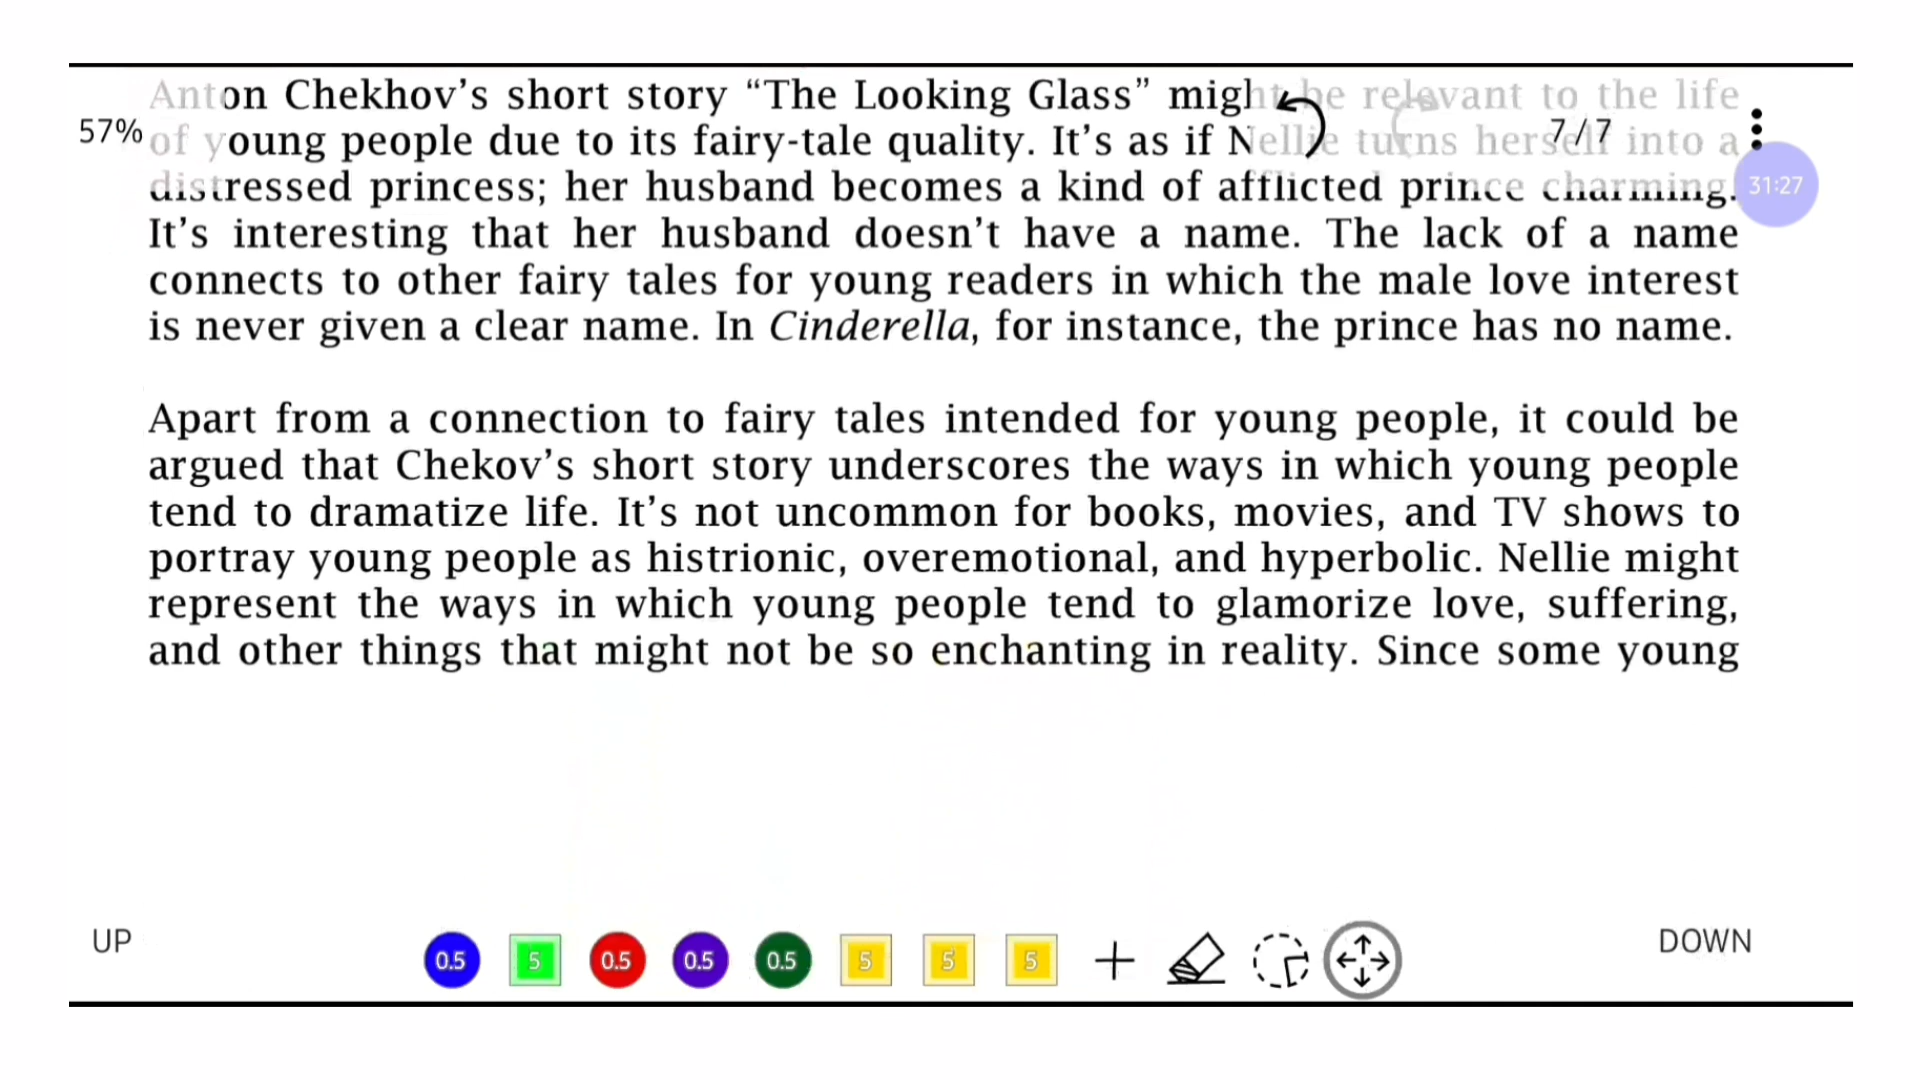 Anton Chekhov’s short story “The Looking Glass” might be relevant to the life
57% of young people due to its fairy-tale quality. It’s as if Nellie turns herself into a
7/7
distressed princess; her husband becomes a kind of afflicted prince charming.
31:27
It’s interesting that her husband doesn’t have a name. The lack of a name
connects to other fairy tales for young readers in which the male love interest
is never given a clear name. In Cinderella, for instance, the prince has no name.
Apart from a connection to fairy tales intended for young people, it could be
argued that Chekov’s short story underscores the ways in which young people
tend to dramatize life. It’s not uncommon for books, movies, and TV shows to
portray young people as histrionic, overemotional, and hyperbolic. Nellie might
represent the ways in which young people tend to glamorize love, suffering,
and other things that might not be so enchanting in reality. Since some young
UP
DOWN
0.5 5 0.5 0.5 0.5 5 5 5